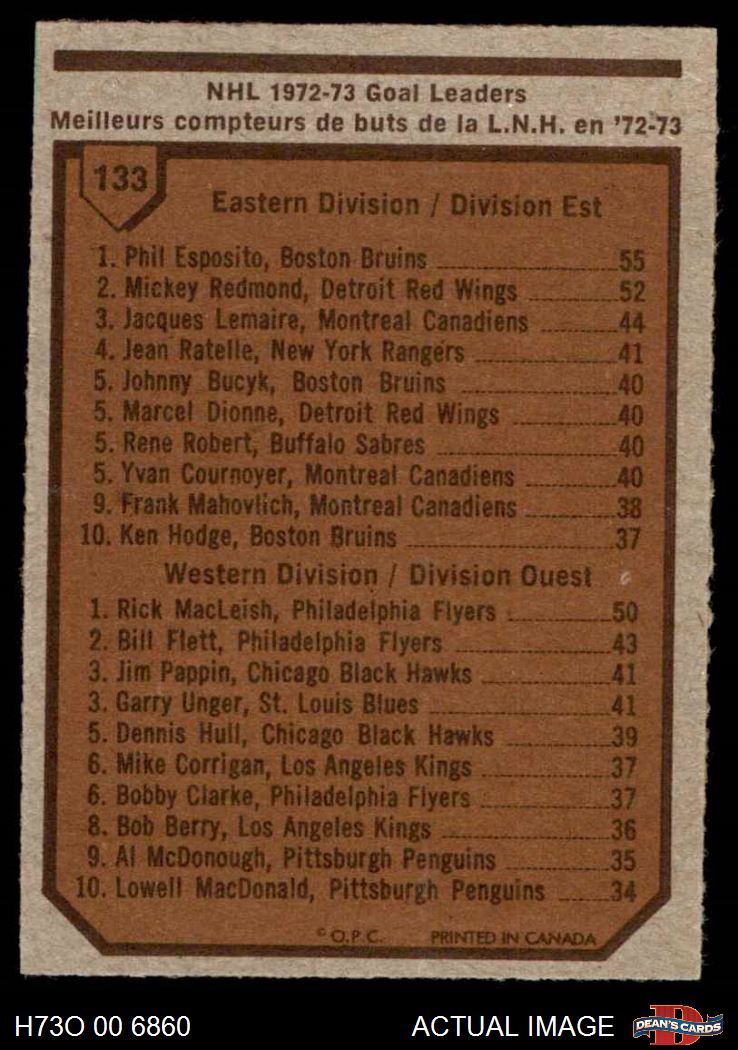 NHL 1972-73 Goal Leaders
Meilleurs compteurs de buts de la L.N.H. en '72-73
133
Eastern Division / Division Est
1. Phil Esposito, Boston Bruins 55
2. Mickey Redmond, Detroit Red Wings 52
3. Jacques Lemaire, Montreal Canadiens 44
4. Jean Ratelle, New York Rangers 41
5. Johnny Bucyk, Boston Bruins 40
5. Marcel Dionne, Detroit Red Wings 40
5. Rene Robert, Buffalo Sabres 40
5. Yvan Cournoyer, Montreal Canadiens 40
9. Frank Mahovlich, Montreal Canadiens 38
10. Ken Hodge, Boston Bruins 37
Western Division / Division Ouest
1. Rick MacLeish, Philadelphia Flyers 50
2. Bill Flett, Philadelphia Flyers 43
3. Jim Pappin, Chicago Black Hawks 41
3. Garry Unger, St. Louis Blues 41
5. Dennis Hull, Chicago Black Hawks 39
6. Mike Corrigan, Los Angeles Kings 37
6. Bobby Clarke, Philadelphia Flyers 37
8. Bob Berry, Los Angeles Kings 36
9. Al McDonough, Pittsburgh Penguins 35
10. Lowell MacDonald, Pittsburgh Penguins 34
© O.P.C. PRINTED IN CANADA
H73O 00 6860 ACTUAL IMAGE D DEAN'S CARDS